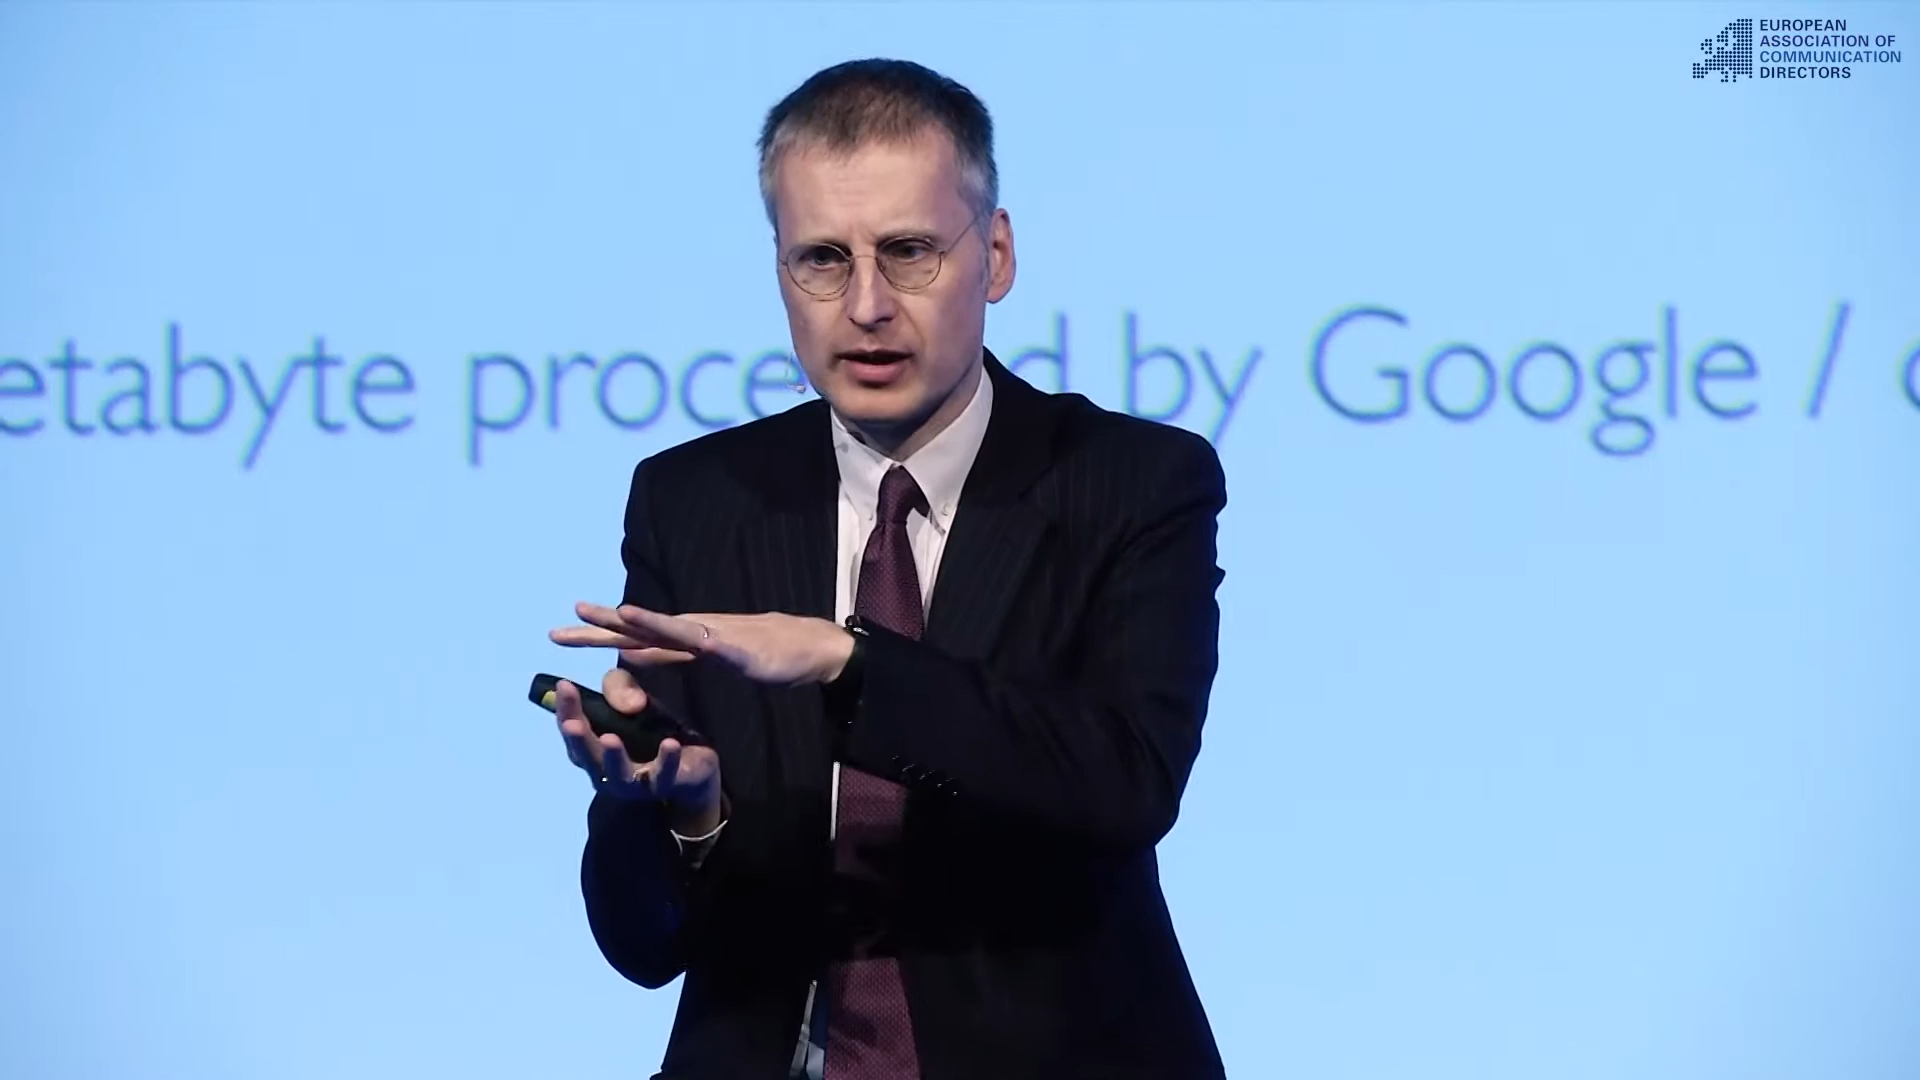 EUROPEAN
ASSOCIATION OF
COMMUNICATION
DIRECTORS
etabyte proce d by Google /